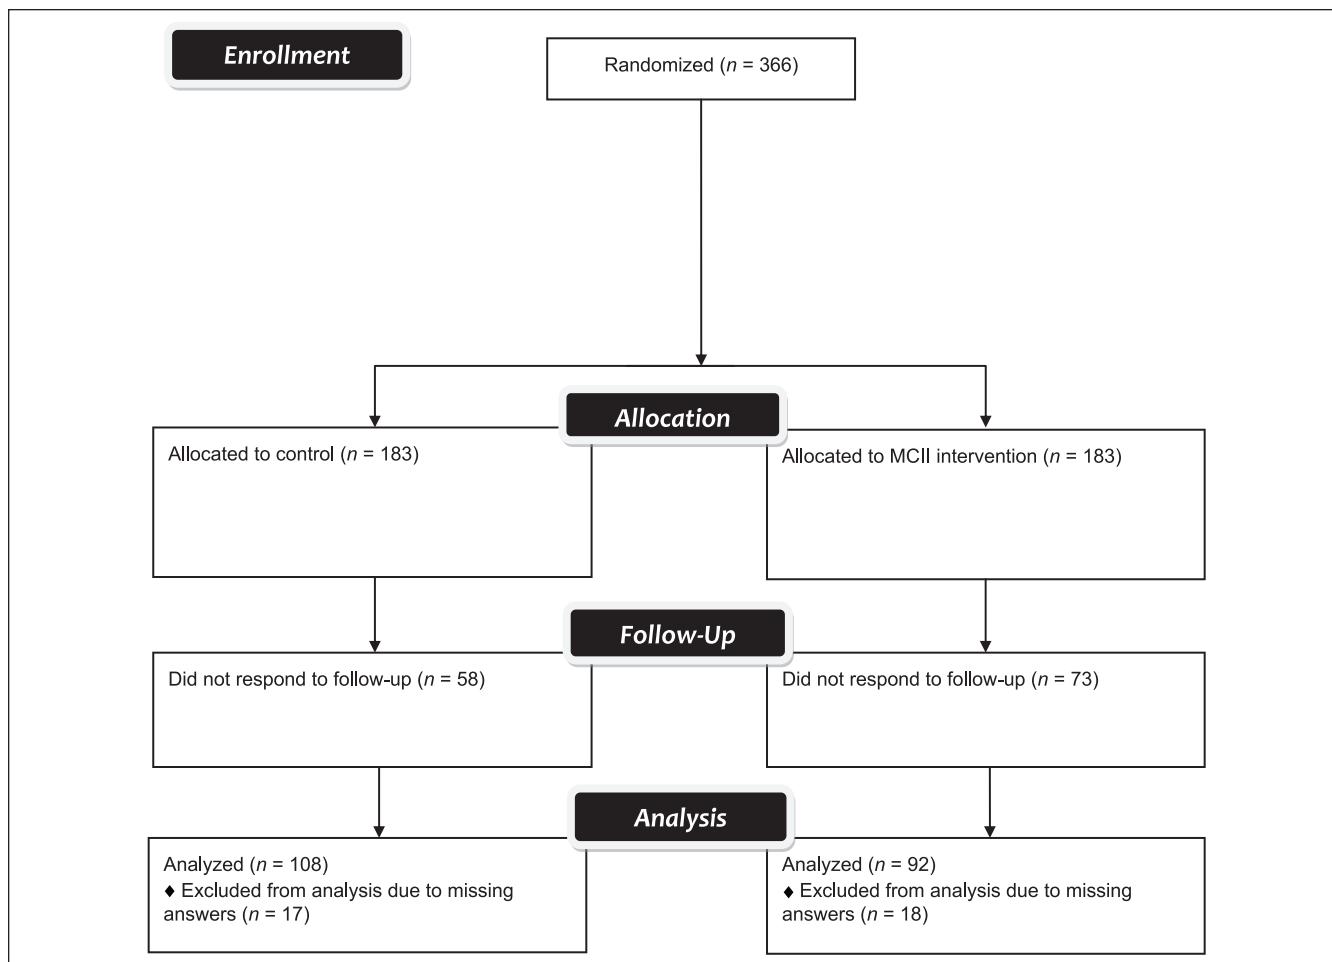 Enrollment
Randomized (n = 366)
Allocation
Allocated to control (n = 183)
Allocated to MCII intervention (n = 183)
Follow-Up
Did not respond to follow-up (n = 58)
Did not respond to follow-up (n = 73)
Analysis
Analyzed (n = 108)
♦ Excluded from analysis due to missing
answers (n = 17)
Analyzed (n = 92)
♦ Excluded from analysis due to missing
answers (n = 18)